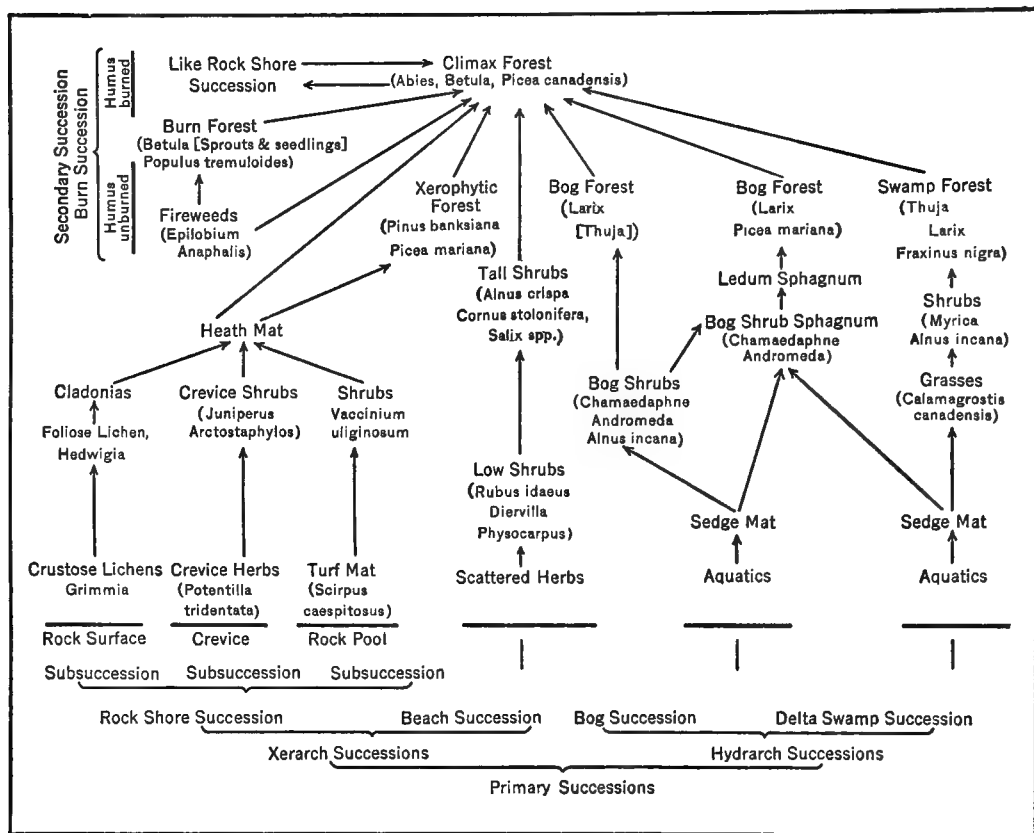 Secondary Succession
Burn Succession
Humus
burned
Humus
unburned
Like Rock Shore
Succession
Climax Forest
(Abies, Betula, Picea canadensis)
Burn Forest
(Betula [Sprouts & seedlings]
Populus tremuloides)
Fireweeds
(Epilobium
Anaphalis)
Xerophytic
Forest
(Pinus banksiana
Picea mariana)
Bog Forest
(Larix
[Thuja])
Bog Forest
(Larix
Picea mariana)
Swamp Forest
(Thuja
Larix
Fraxinus nigra)
Tall Shrubs
(Alnus crispa
Cornus stolonifera,
Salix spp.)
Ledum Sphagnum
Shrubs
(Myrica
Alnus incana)
Heath Mat
Bog Shrub Sphagnum
(Chamaedaphne
Andromeda)
Cladonias
Foliose Lichen,
Hedwigia
Crevice Shrubs
(Juniperus
Arctostaphylos)
Shrubs
Vaccinium
uliginosum
Bog Shrubs
(Chamaedaphne
Andromeda
Alnus incana)
Grasses
(Calamagrostis
canadensis)
Low Shrubs
(Rubus idaeus
Diervilla
Physocarpus)
Sedge Mat
Sedge Mat
Crustose Lichens
Grimmia
Crevice Herbs
(Potentilla
tridentata)
Turf Mat
(Scirpus
caespitosus)
Scattered Herbs
Aquatics
Aquatics
Rock Surface
Crevice
Rock Pool
Subsuccession
Subsuccession
Subsuccession
Rock Shore Succession
Beach Succession
Bog Succession
Delta Swamp Succession
Xerarch Successions
Hydrarch Successions
Primary Successions